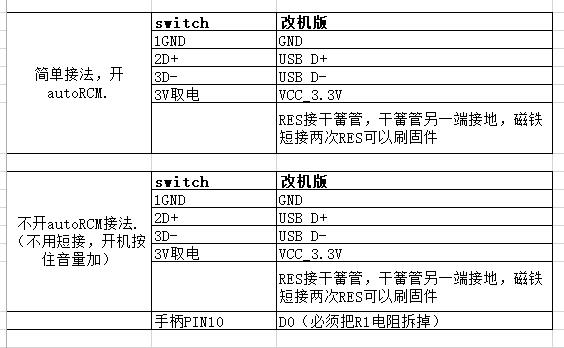 switch 改机版
1GND GND
2D+ USB D+
简单接法，开
autoRCM.
3D- USB D-
3V取电 VCC_3.3V
RES接干簧管，干簧管另一端接地，磁铁
短接两次RES可以刷固件
switch 改机版
1GND GND
不开autoRCM接法.
（不用短接，开机按
住音量加）
2D+ USB D+
3D- USB D-
3V取电 VCC_3.3V
RES接干簧管，干簧管另一端接地，磁铁
短接两次RES可以刷固件
手柄PIN10 D0（必须把R1电阻拆掉）